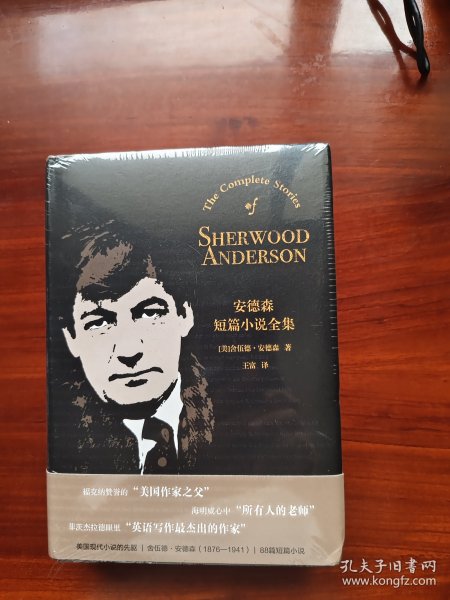 The Complete Stories
of
SHERWOOD
ANDERSON
安德森
短篇小说全集
[美]舍伍德·安德森 著
王富 译
福克纳赞誉的“美国作家之父”
海明威心中“所有人的老师”
菲茨杰拉德眼里“英语写作最杰出的作家”
美国现代小说的先驱 | 舍伍德·安德森（1876—1941） | 68篇短篇小说
孔夫子旧书网
kongfz.com